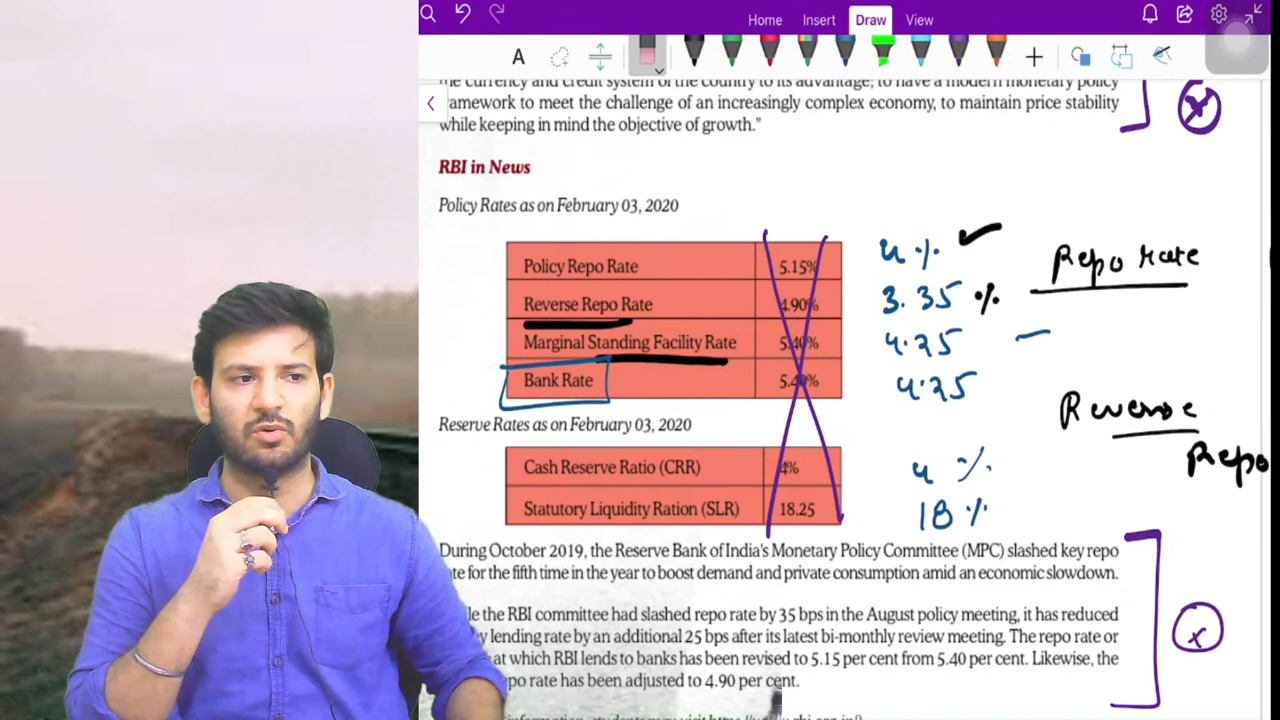 Home Insert Draw View
A
the currency and credit system of the country to its advantage; to have a modern monetary policy
ramework to meet the challenge of an increasingly complex economy, to maintain price stability
while keeping in mind the objective of growth."
RBI in News
Policy Rates as on February 03, 2020
Policy Repo Rate 5.15% 4%
Reverse Repo Rate 4.90% 3.35%
Marginal Standing Facility Rate 5.40% 4.25
Bank Rate 5.40% 4.25
Repo rate
Reverse
Repo
Reserve Rates as on February 03, 2020
Cash Reserve Ratio (CRR) 4% 4%
Statutory Liquidity Ration (SLR) 18.25 18%
During October 2019, the Reserve Bank of India's Monetary Policy Committee (MPC) slashed key repo
te for the fifth time in the year to boost demand and private consumption amid an economic slowdown.
le the RBI committee had slashed repo rate by 35 bps in the August policy meeting, it has reduced
y lending rate by an additional 25 bps after its latest bi-monthly review meeting. The repo rate or
at which RBI lends to banks has been revised to 5.15 per cent from 5.40 per cent. Likewise, the
po rate has been adjusted to 4.90 per cent.
information, students may visit